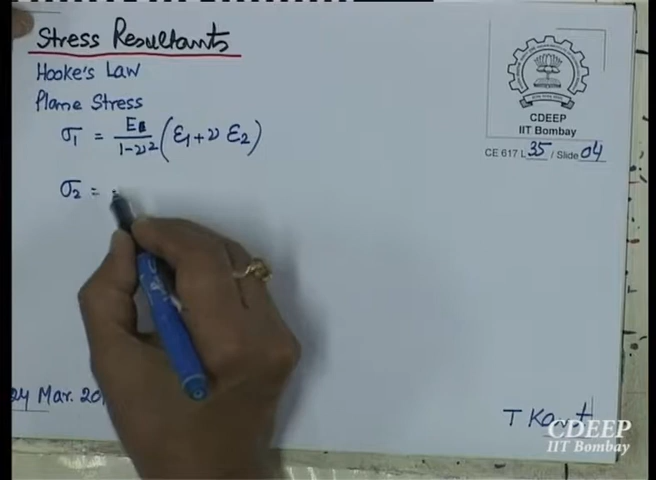 Stress Resultants
Hooke's Law
Plane Stress
σ1 = E/1-ν² (ε1 + ν ε2)
σ2 =
CDEEP
IIT Bombay
CE 617 L 35 / Slide 04
24 Mar. 20
T Kant
CDEEP
IIT Bombay